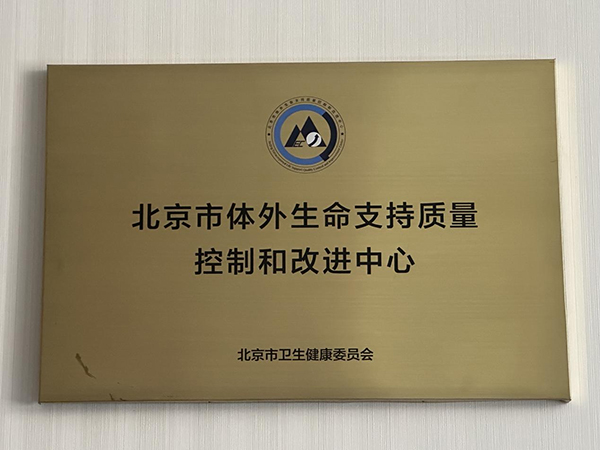 北京市体外生命支持质量
控制和改进中心
北京市卫生健康委员会